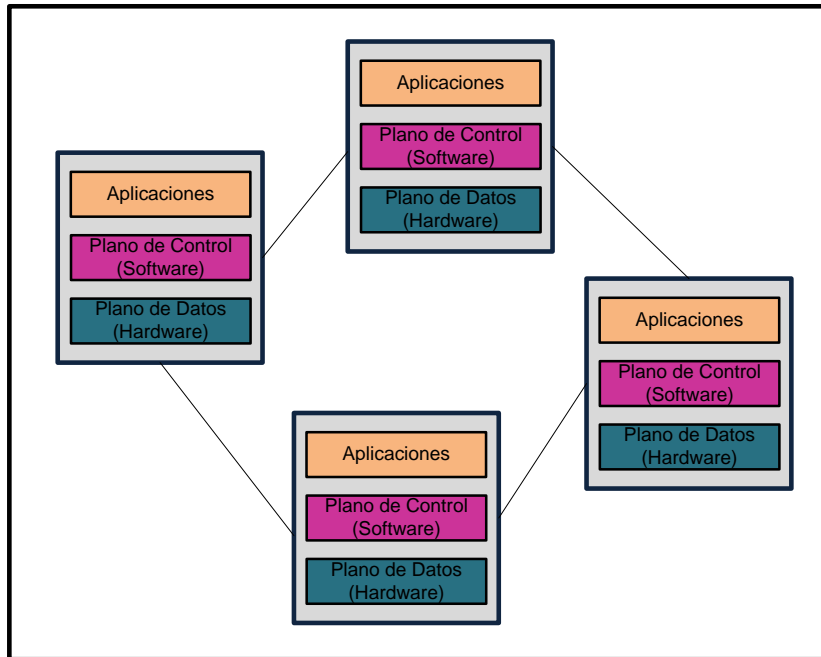 Aplicaciones
Plano de Control
(Software)
Plano de Datos
(Hardware)
Aplicaciones
Plano de Control
(Software)
Plano de Datos
(Hardware)
Aplicaciones
Plano de Control
(Software)
Plano de Datos
(Hardware)
Aplicaciones
Plano de Control
(Software)
Plano de Datos
(Hardware)